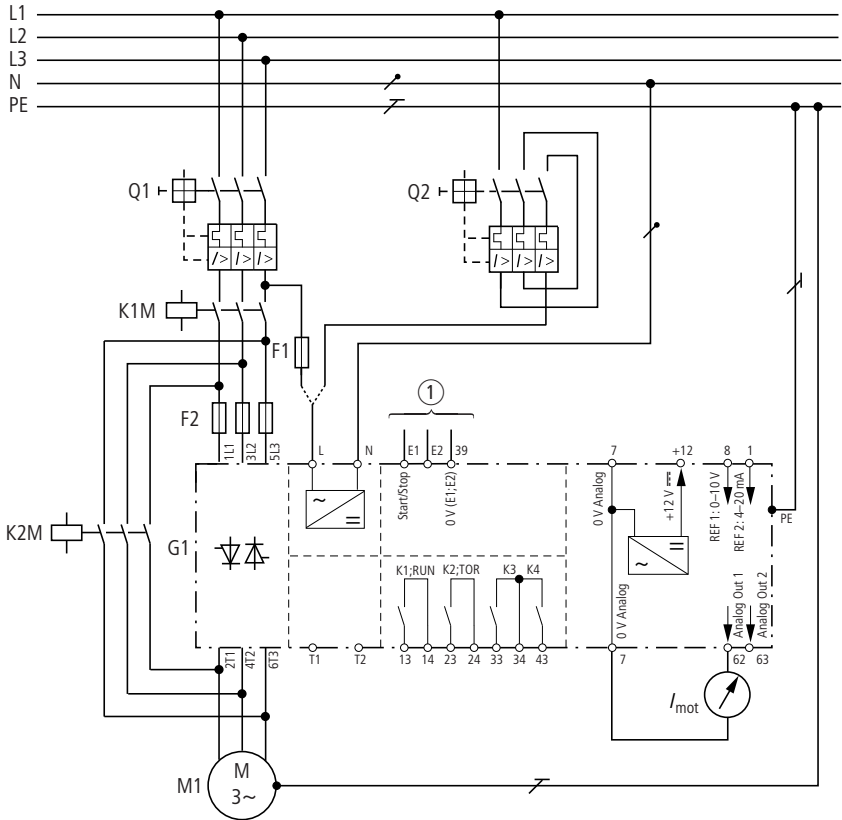 L1
L2
L3
N
PE
Q1
Q2
I> I> I>
I> I> I>
K1M
F1
1
F2
1L1
3L2
5L3
L
N
E1
E2
39
7
+12
8
1
Start/Stop
0 V (E1; E2)
0 V Analog
+12 V
REF 1: 0–10 V
REF 2: 4–20 mA
PE
K2M
G1
~
=
~
=
K1;RUN
K2;TOR
K3
K4
0 V Analog
Analog Out 1
Analog Out 2
2T1
4T2
6T3
T1
T2
13
14
23
24
33
34
43
7
62
63
Imot
M1
M
3~